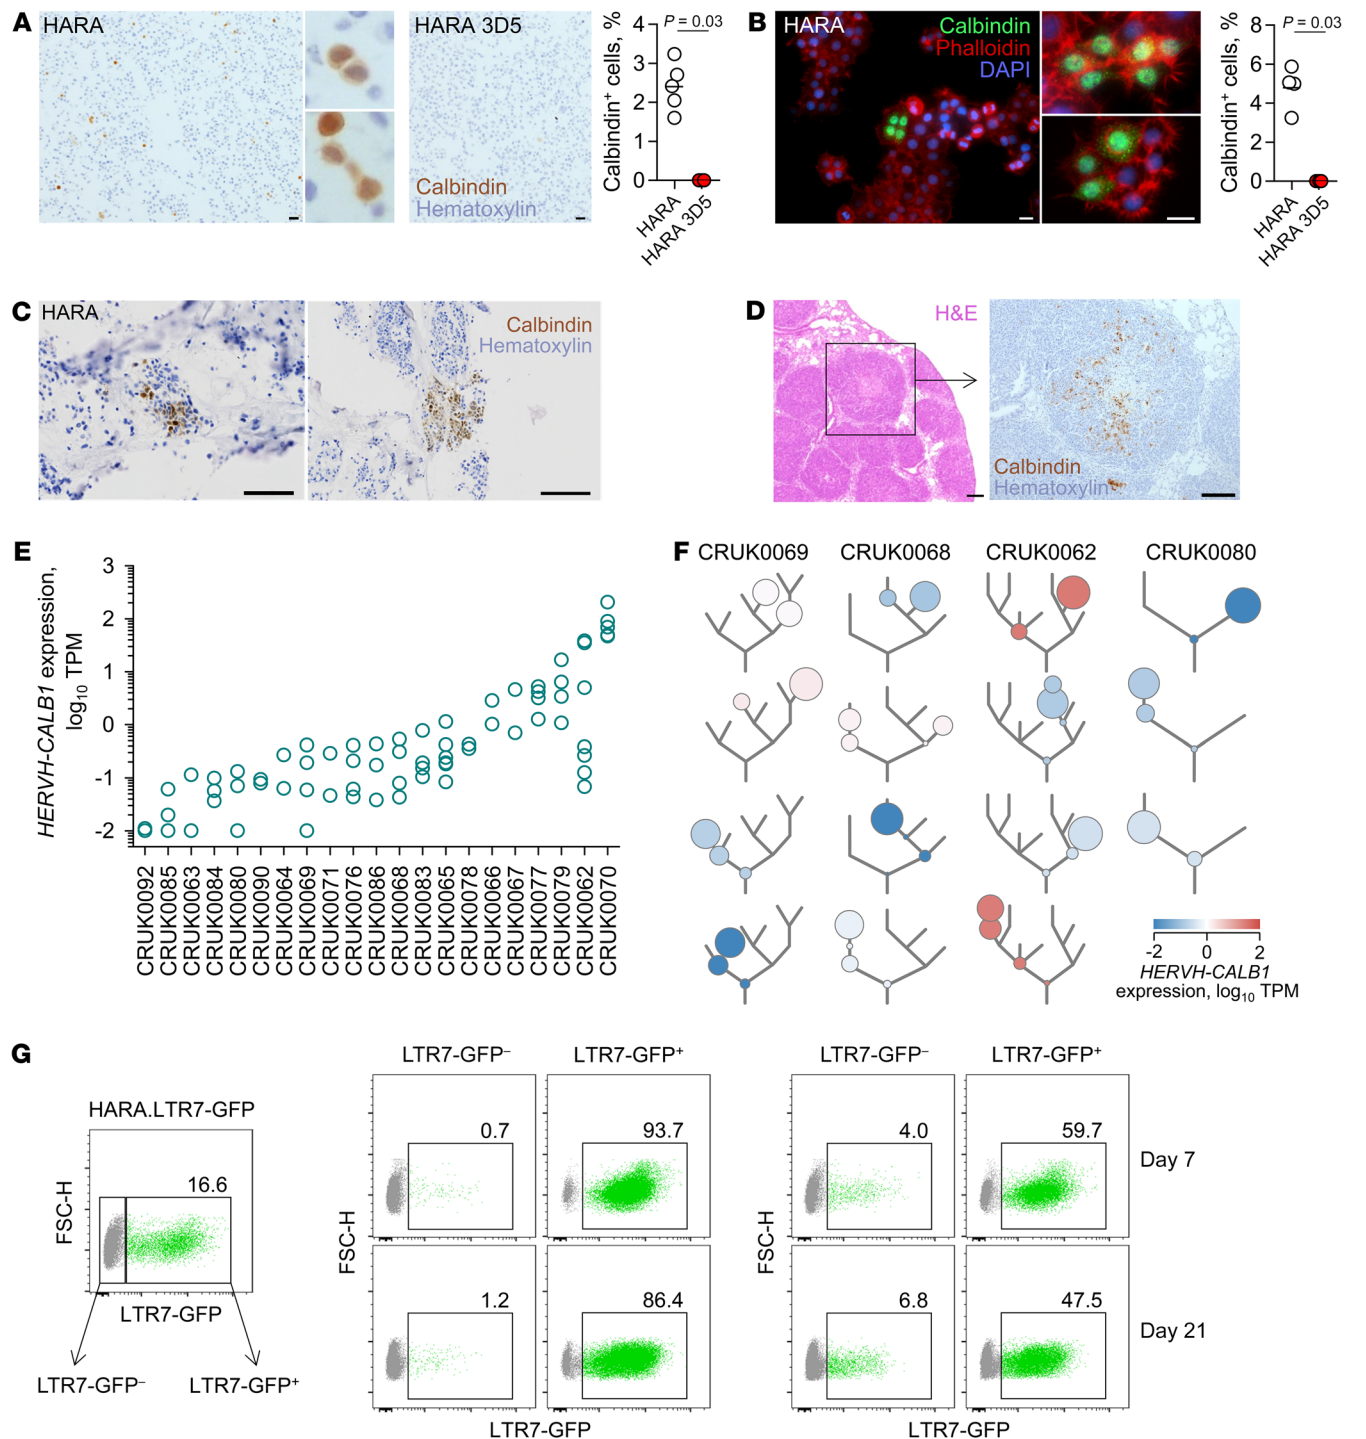 A
HARA
HARA 3D5
Calbindin
Hematoxylin
Calbindin+ cells, %
4
3
2
1
0
P = 0.03
HARA
HARA 3D5
B
HARA
Calbindin
Phalloidin
DAPI
Calbindin+ cells, %
8
6
4
2
0
P = 0.03
HARA
HARA 3D5
C
HARA
Calbindin
Hematoxylin
D
H&E
Calbindin
Hematoxylin
E
HERVH-CALB1 expression,
log10 TPM
3
2
1
0
-1
-2
CRUK0092
CRUK0085
CRUK0063
CRUK0084
CRUK0080
CRUK0090
CRUK0064
CRUK0069
CRUK0071
CRUK0076
CRUK0086
CRUK0068
CRUK0083
CRUK0065
CRUK0078
CRUK0066
CRUK0067
CRUK0077
CRUK0079
CRUK0062
CRUK0070
F
CRUK0069
CRUK0068
CRUK0062
CRUK0080
-2 0 2
HERVH-CALB1
expression, log10 TPM
G
HARA.LTR7-GFP
16.6
FSC-H
LTR7-GFP
LTR7-GFP–
LTR7-GFP+
LTR7-GFP–
LTR7-GFP+
0.7
93.7
1.2
86.4
FSC-H
LTR7-GFP
LTR7-GFP–
LTR7-GFP+
4.0
59.7
Day 7
6.8
47.5
Day 21
FSC-H
LTR7-GFP